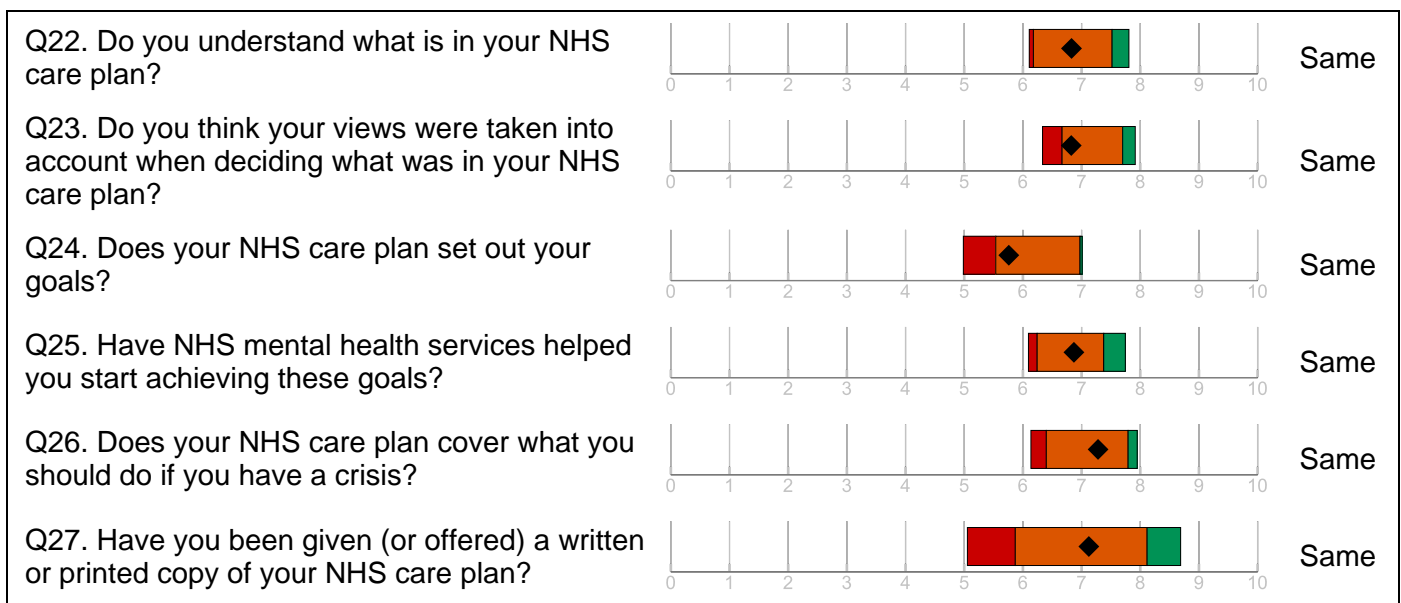 Q22. Do you understand what is in your NHS
care plan?
Same
0 1 2 3 4 5 6 7 8 9 10
Q23. Do you think your views were taken into
account when deciding what was in your NHS
care plan?
Same
0 1 2 3 4 5 6 7 8 9 10
Q24. Does your NHS care plan set out your
goals?
Same
0 1 2 3 4 5 6 7 8 9 10
Q25. Have NHS mental health services helped
you start achieving these goals?
Same
0 1 2 3 4 5 6 7 8 9 10
Q26. Does your NHS care plan cover what you
should do if you have a crisis?
Same
0 1 2 3 4 5 6 7 8 9 10
Q27. Have you been given (or offered) a written
or printed copy of your NHS care plan?
Same
0 1 2 3 4 5 6 7 8 9 10